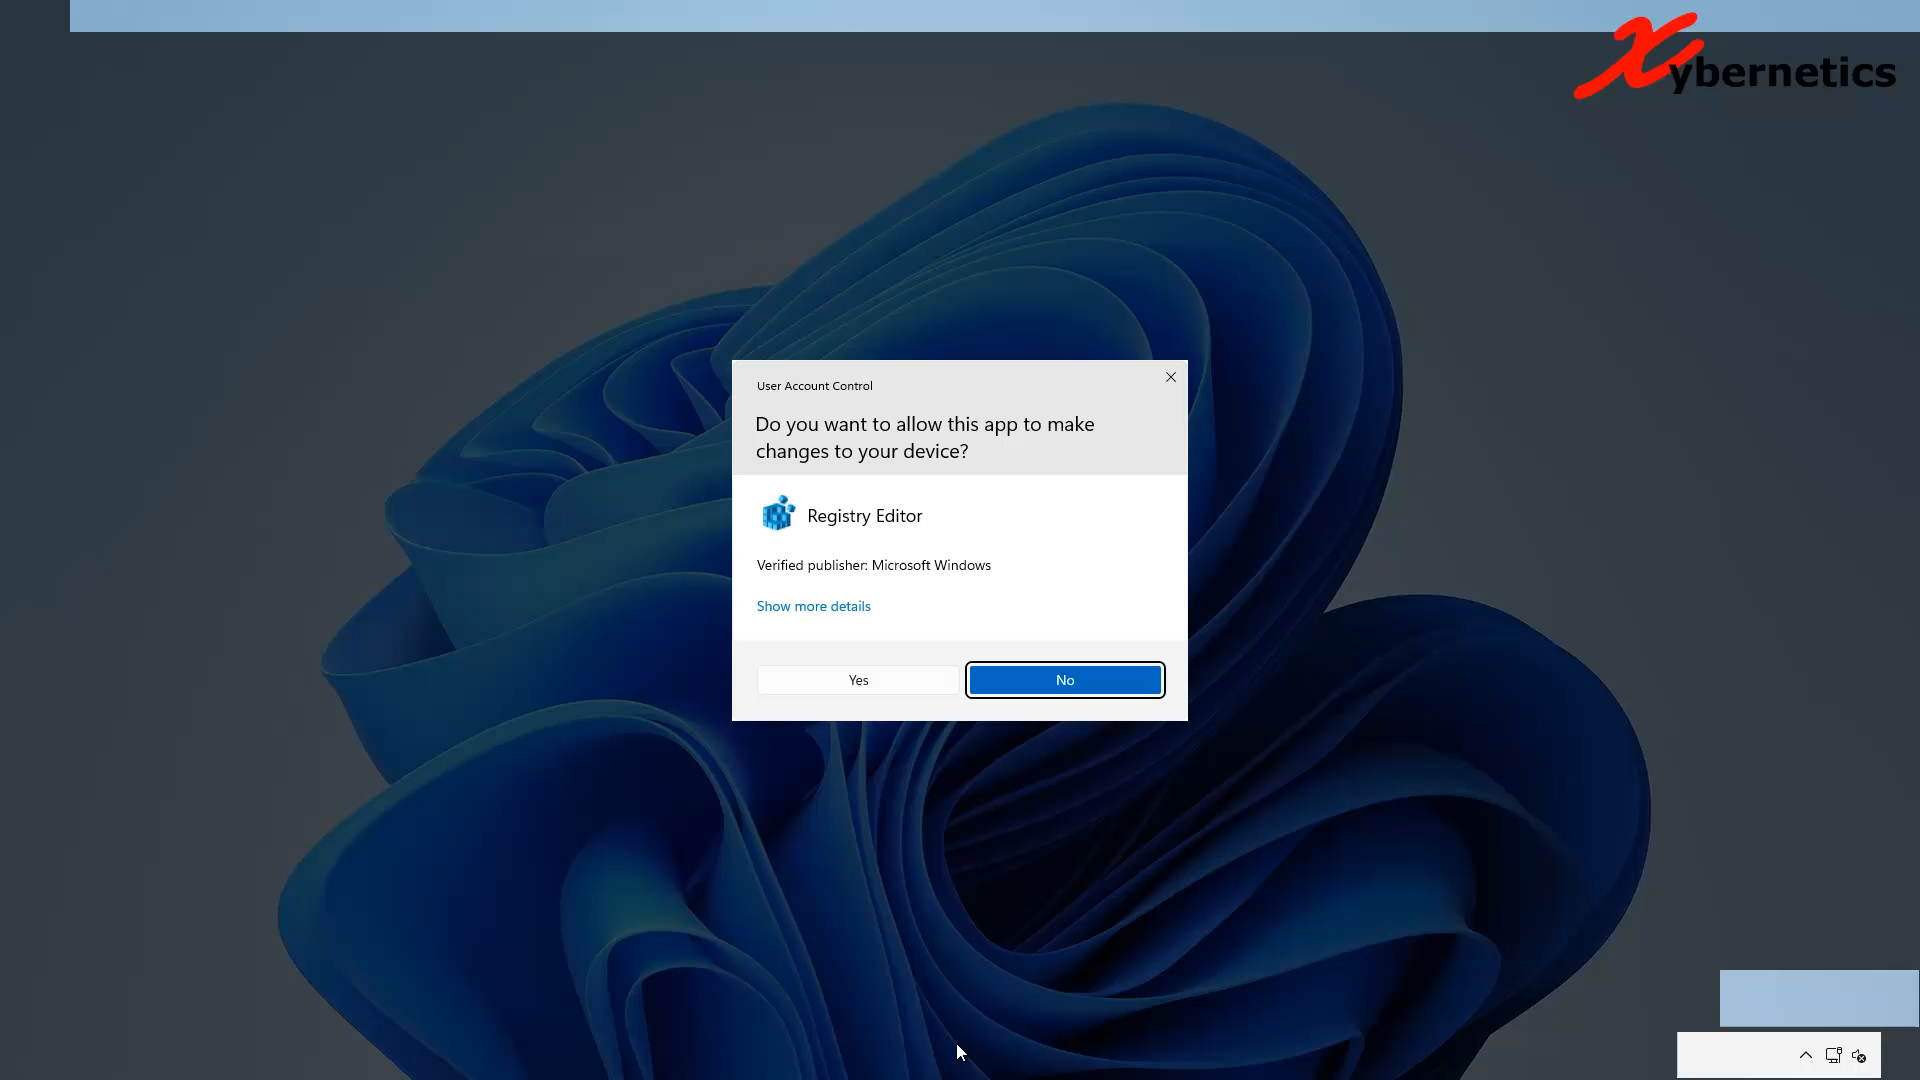 Xybernetics
User Account Control
Do you want to allow this app to make
changes to your device?
Registry Editor
Verified publisher: Microsoft Windows
Show more details
Yes
No